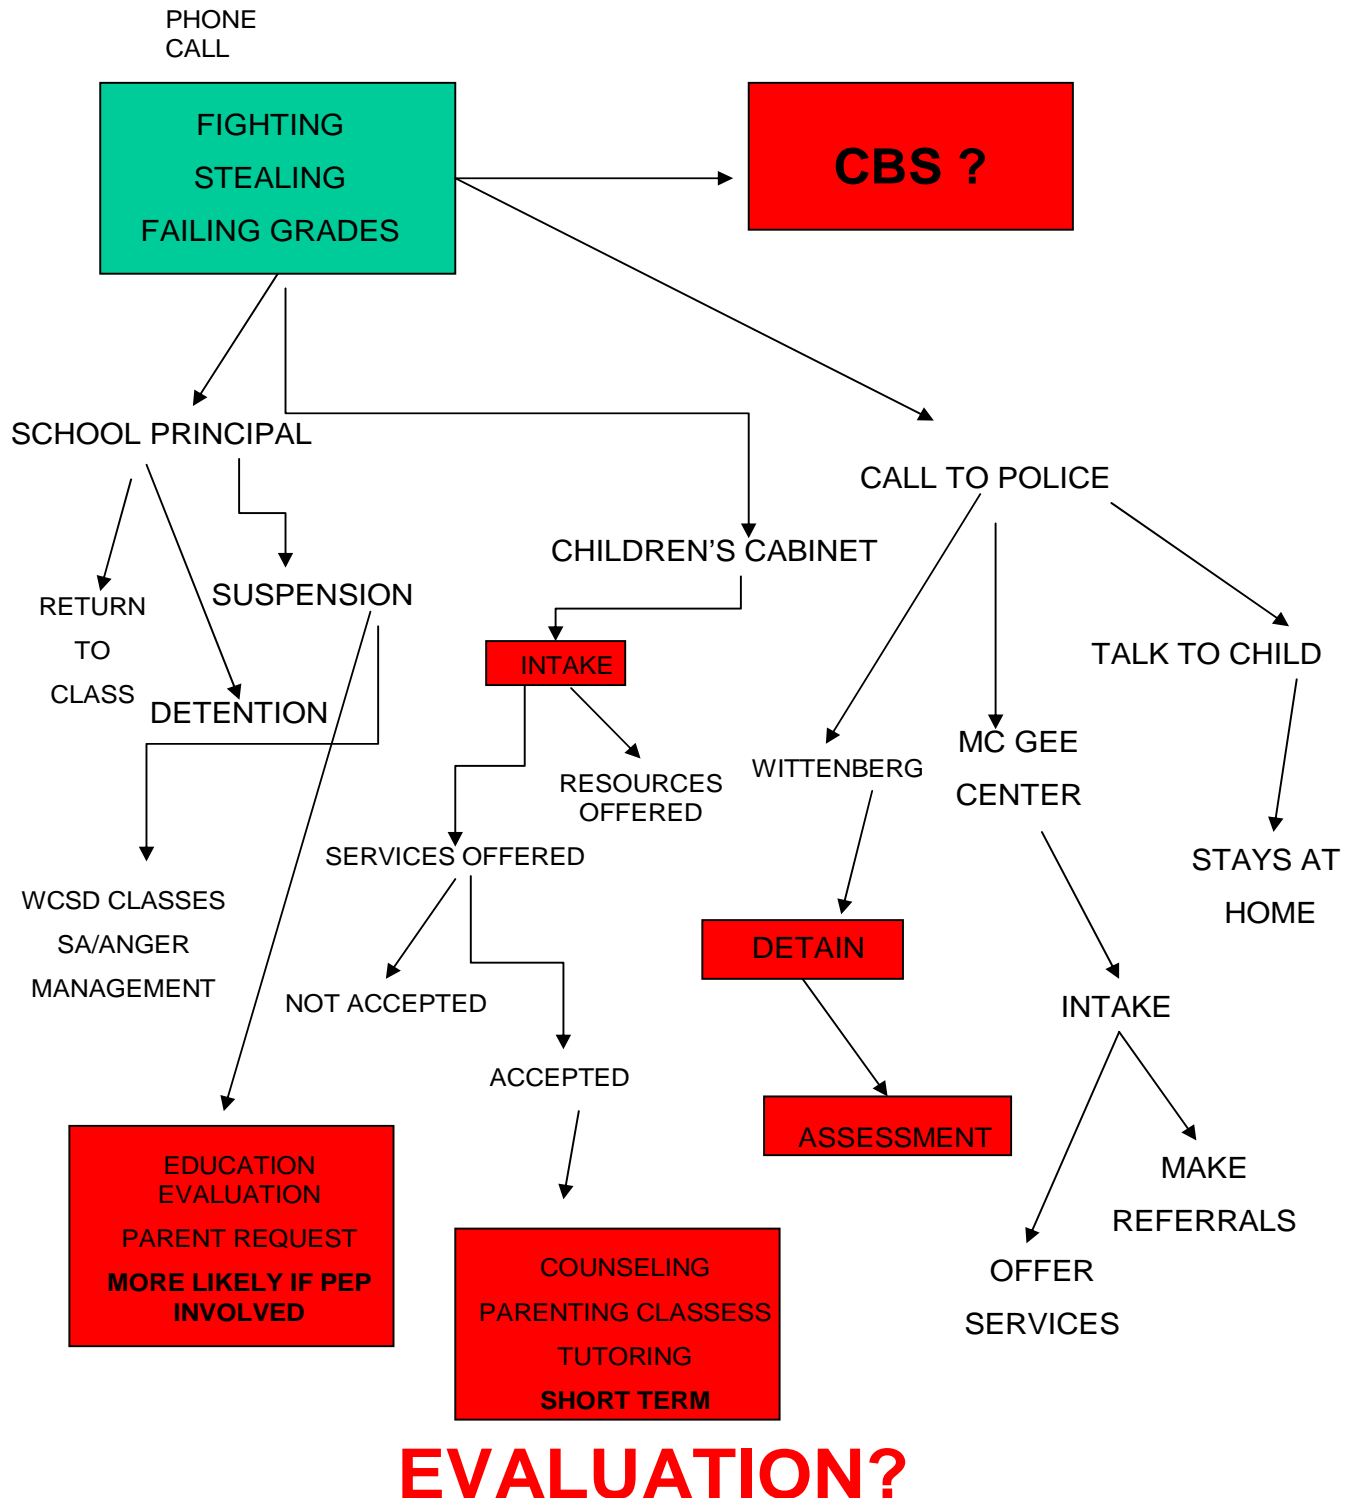 PHONE
CALL
FIGHTING
STEALING
FAILING GRADES
CBS ?
SCHOOL PRINCIPAL
CALL TO POLICE
CHILDREN'S CABINET
RETURN
TO
CLASS
SUSPENSION
DETENTION
INTAKE
TALK TO CHILD
RESOURCES
OFFERED
WITTENBERG
MC GEE
CENTER
SERVICES OFFERED
STAYS AT
HOME
WCSD CLASSES
SA/ANGER
MANAGEMENT
NOT ACCEPTED
DETAIN
INTAKE
ACCEPTED
ASSESSMENT
MAKE
REFERRALS
OFFER
SERVICES
EDUCATION
EVALUATION
PARENT REQUEST
MORE LIKELY IF PEP
INVOLVED
COUNSELING
PARENTING CLASSESS
TUTORING
SHORT TERM
EVALUATION?